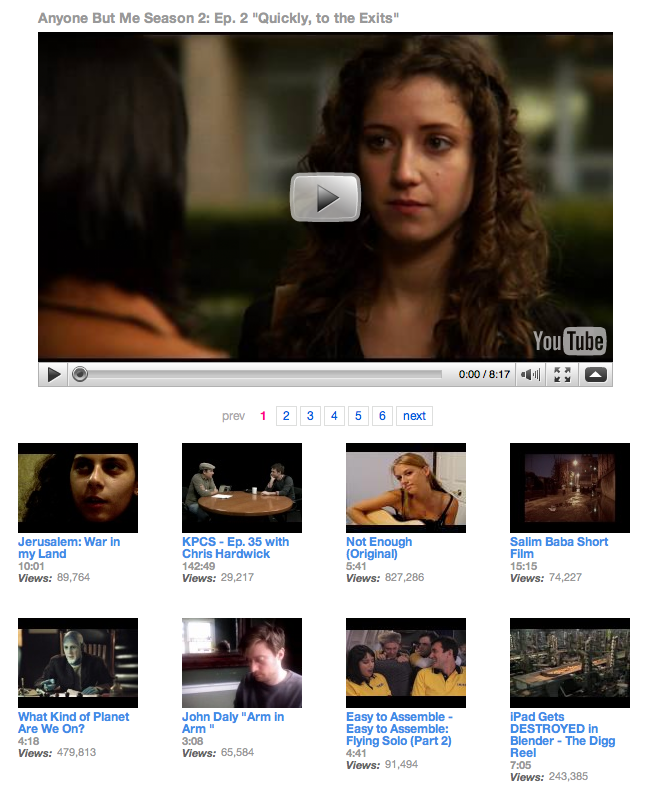 Anyone But Me Season 2: Ep. 2 "Quickly, to the Exits"
YouTube
0:00 / 8:17
prev 1 2 3 4 5 6 next
Jerusalem: War in
my Land
10:01
Views: 89,764
KPCS - Ep. 35 with
Chris Hardwick
142:49
Views: 29,217
Not Enough
(Original)
5:41
Views: 827,286
Salim Baba Short
Film
15:15
Views: 74,227
What Kind of Planet
Are We On?
4:18
Views: 479,813
John Daly "Arm in
Arm "
3:08
Views: 65,584
Easy to Assemble -
Easy to Assemble:
Flying Solo (Part 2)
4:41
Views: 91,494
iPad Gets
DESTROYED in
Blender - The Digg
Reel
7:05
Views: 243,385